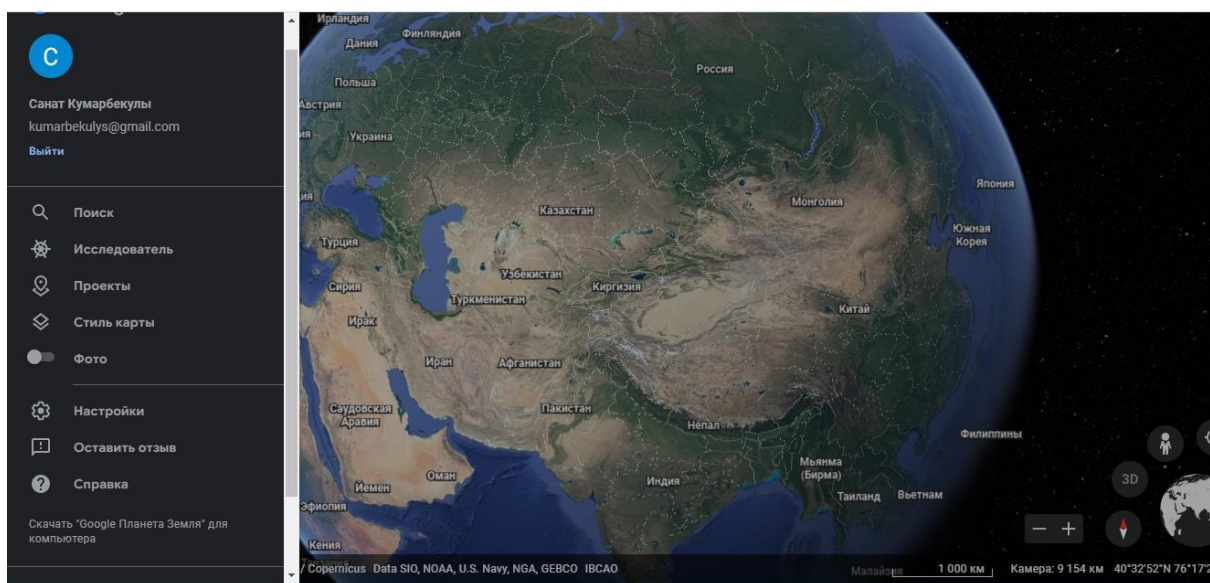 С
Санат Кумарбекулы
kumarbekulys@gmail.com
Выйти
Поиск
Исследователь
Проекты
Стиль карты
Фото
Настройки
Оставить отзыв
Справка
Скачать "Google Планета Земля" для
компьютера
Ирландия
Финляндия
Дания
Россия
Польша
Австрия
Украина
Япония
Казахстан
Монголия
Южная
Корея
Турция
Узбекистан
Сирия
Киргизия
Туркменистан
Китай
Ирак
Иран
Афганистан
Саудовская
Аравия
Пакистан
Непал
Филиппины
Мьянма
(Бирма)
Оман
Индия
Йемен
Таиланд
Вьетнам
Эфиопия
3D
Кения
Малайзия
/ Copernicus Data SIO, NOAA, U.S. Navy, NGA, GEBCO IBCAO
1 000 км
Камера: 9 154 км 40°32'52"N 76°17'2